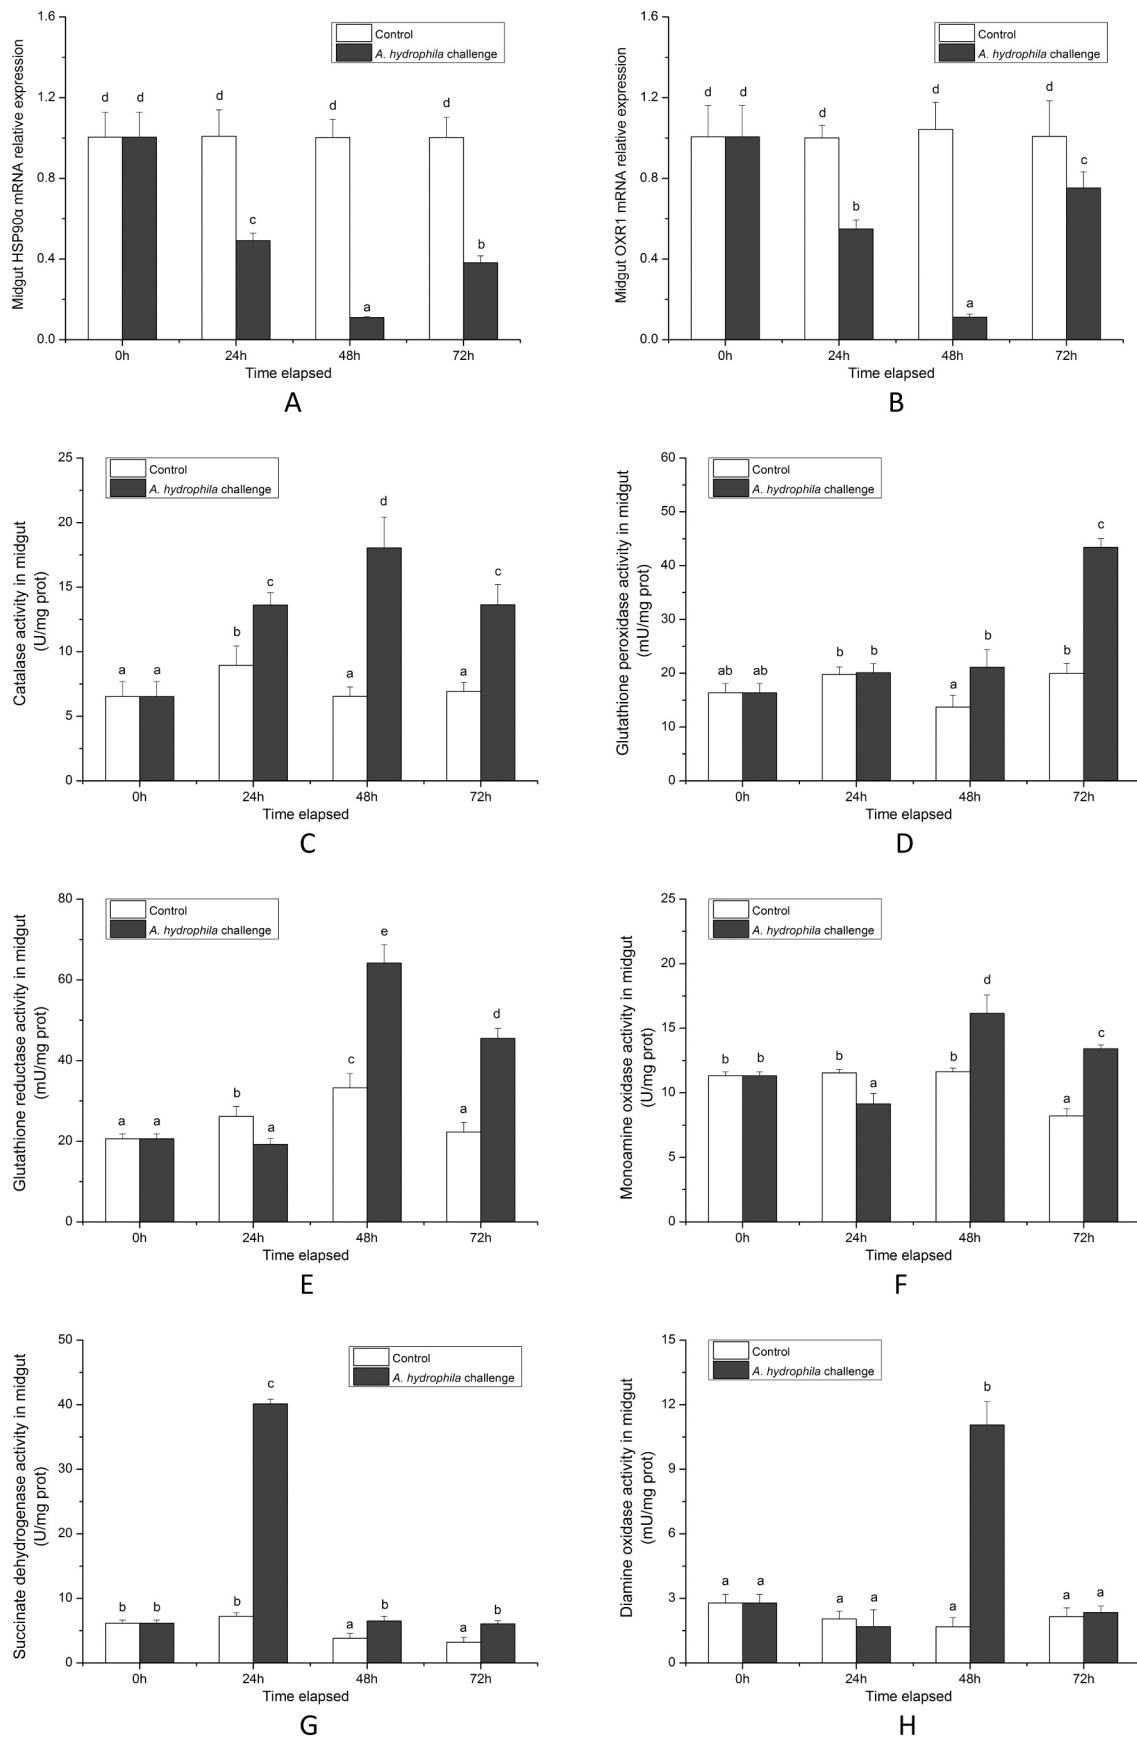 Midgut HSP90α mRNA relative expression
1.6
1.2
0.8
0.4
0.0
Control
A. hydrophila challenge
d d d c d a d b
0h 24h 48h 72h
Time elapsed
A
Midgut OXR1 mRNA relative expression
1.6
1.2
0.8
0.4
0.0
Control
A. hydrophila challenge
d d d b d a d c
0h 24h 48h 72h
Time elapsed
B
Catalase activity in midgut
(U/mg prot)
25
20
15
10
5
0
Control
A. hydrophila challenge
a a b c a d a c
0h 24h 48h 72h
Time elapsed
C
Glutathione peroxidase activity in midgut
(mU/mg prot)
60
50
40
30
20
10
0
Control
A. hydrophila challenge
ab ab b b a b b c
0h 24h 48h 72h
Time elapsed
D
Glutathione reductase activity in midgut
(mU/mg prot)
80
60
40
20
0
Control
A. hydrophila challenge
a a b a c e a d
0h 24h 48h 72h
Time elapsed
E
Monoamine oxidase activity in midgut
(U/mg prot)
25
20
15
10
5
0
Control
A. hydrophila challenge
b b b a b d a c
0h 24h 48h 72h
Time elapsed
F
Succinate dehydrogenase activity in midgut
(U/mg prot)
50
40
30
20
10
0
Control
A. hydrophila challenge
b b b c a b a b
0h 24h 48h 72h
Time elapsed
G
Diamine oxidase activity in midgut
(mU/mg prot)
15
12
9
6
3
0
Control
A. hydrophila challenge
a a a a a b a a
0h 24h 48h 72h
Time elapsed
H